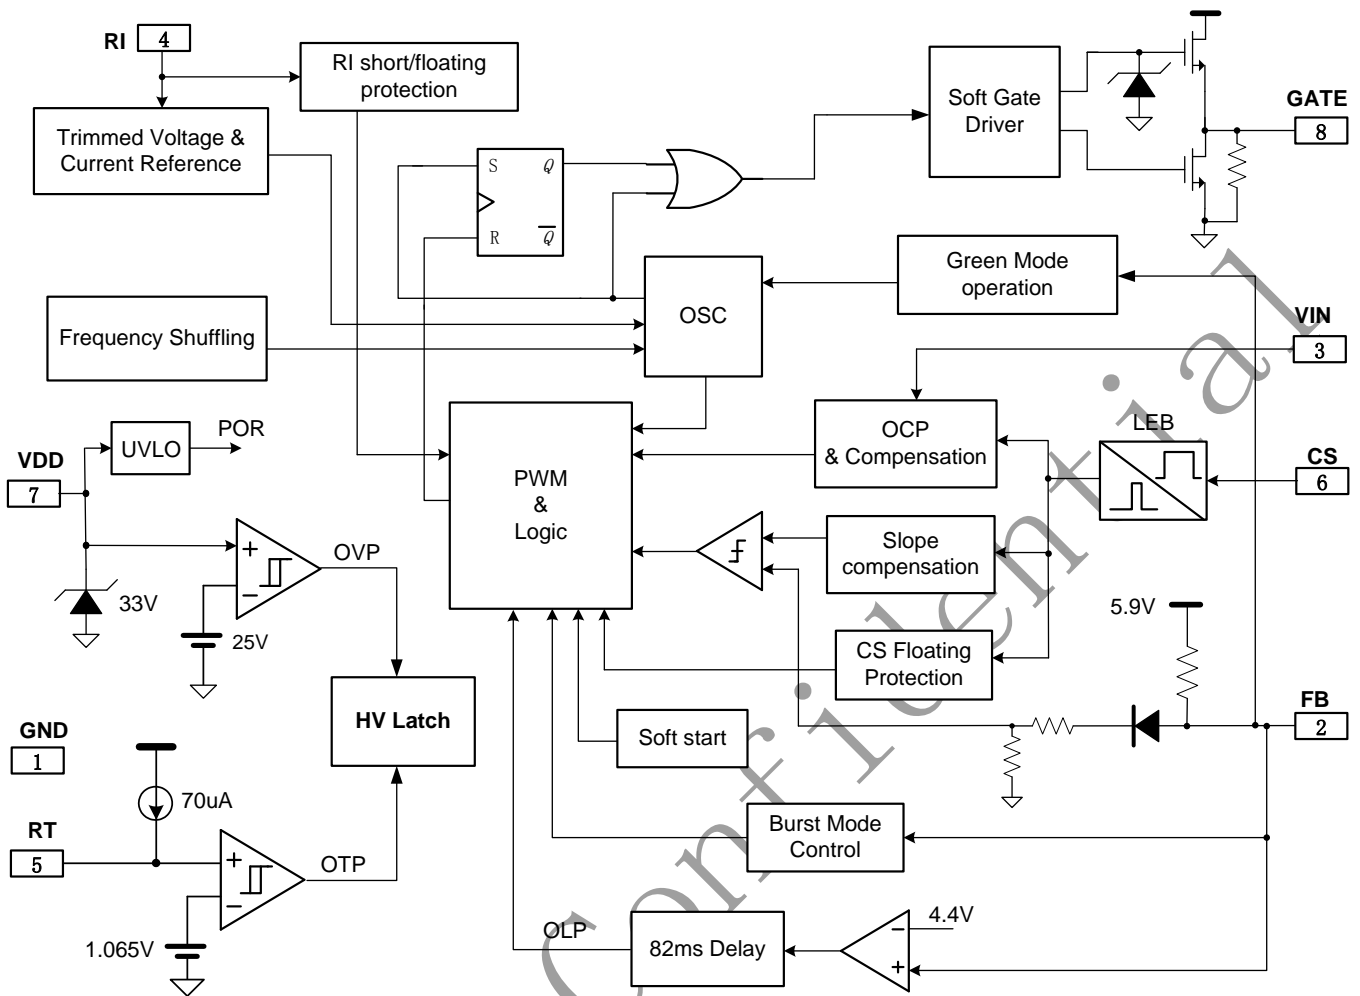 RI
4
RI short/floating
protection
Trimmed Voltage &
Current Reference
S
Q
R
Q
Soft Gate
Driver
GATE
8
Frequency Shuffling
OSC
Green Mode
operation
VIN
3
UVLO
POR
VDD
7
PWM
&
Logic
OCP
& Compensation
LEB
CS
6
+
−
OVP
33V
25V
Slope
compensation
5.9V
CS Floating
Protection
HV Latch
Soft start
FB
2
GND
1
70uA
RT
5
+
−
OTP
1.065V
Burst Mode
Control
OLP
82ms Delay
−
4.4V
+
Confidential